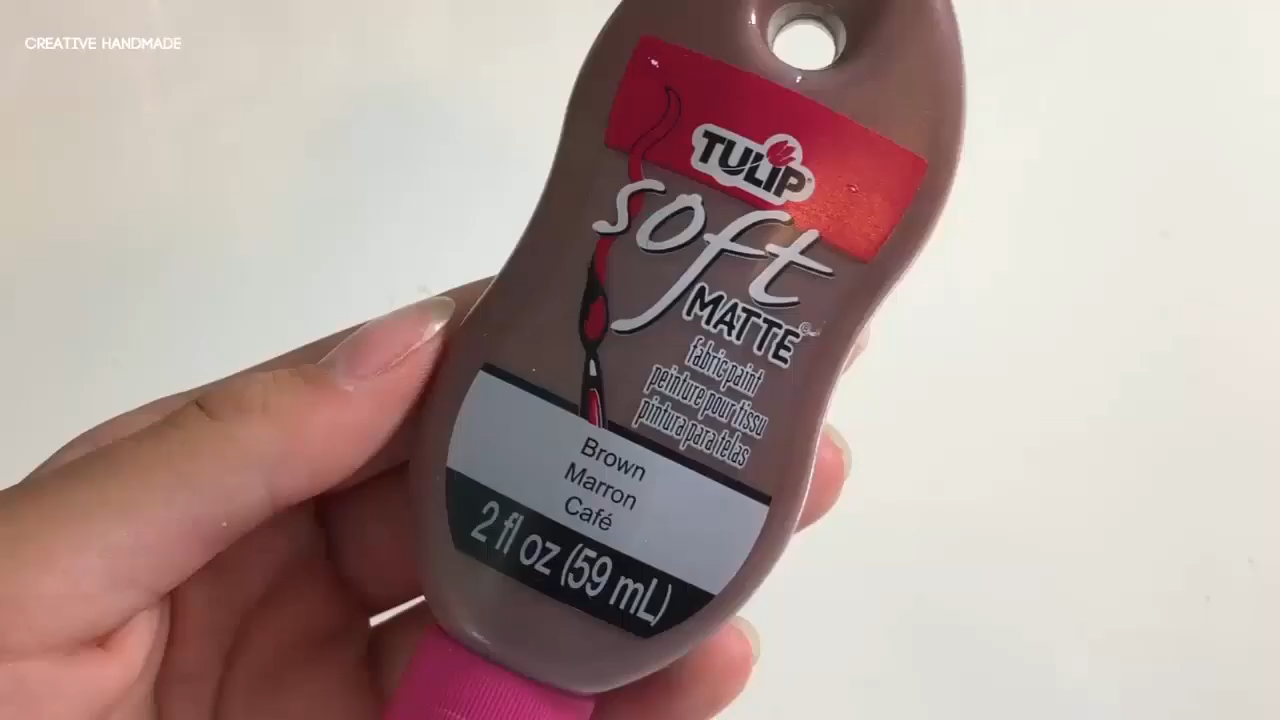 CREATIVE HANDMADE
TULIP
soft
MATTE
fabric paint
peinture pour tissu
pintura para telas
Brown
Marron
Café
2 fl oz (59 mL)